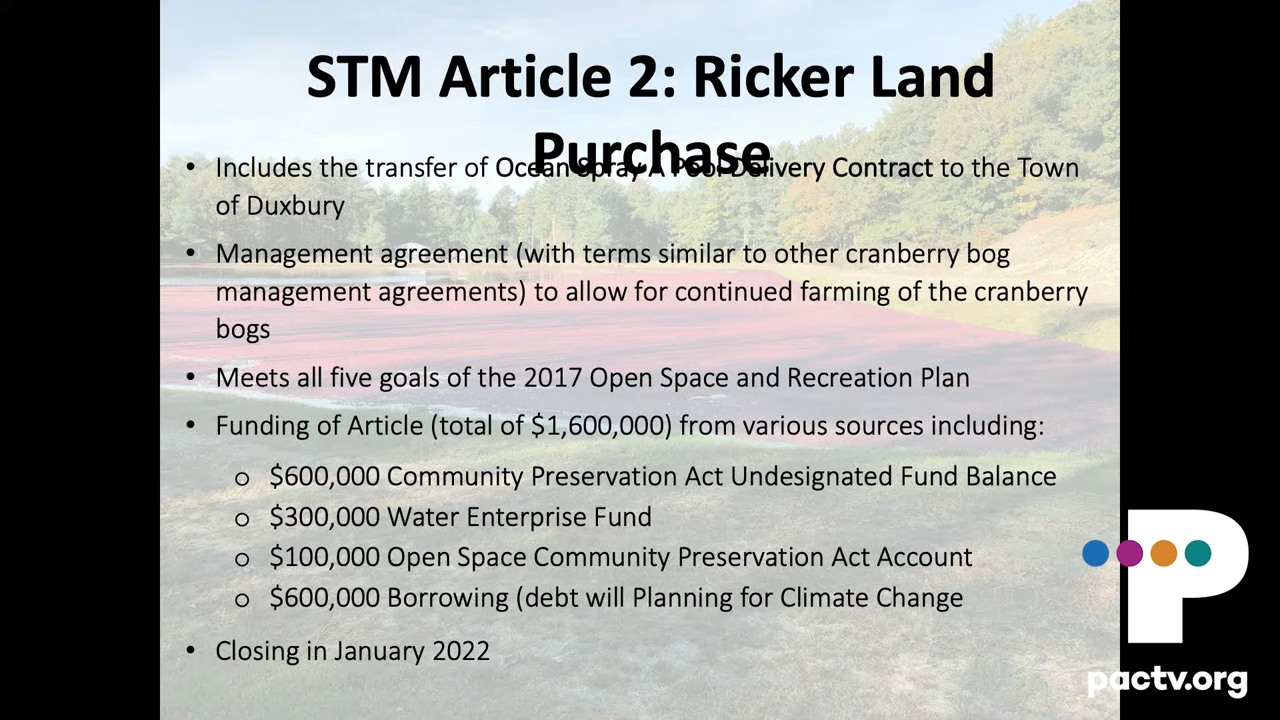 STM Article 2: Ricker Land
Purchase
• Includes the transfer of Ocean Spray A Pool Delivery Contract to the Town
of Duxbury
• Management agreement (with terms similar to other cranberry bog
management agreements) to allow for continued farming of the cranberry
bogs
• Meets all five goals of the 2017 Open Space and Recreation Plan
• Funding of Article (total of $1,600,000) from various sources including:
o $600,000 Community Preservation Act Undesignated Fund Balance
o $300,000 Water Enterprise Fund
o $100,000 Open Space Community Preservation Act Account
o $600,000 Borrowing (debt will Planning for Climate Change
• Closing in January 2022
P
pactv.org